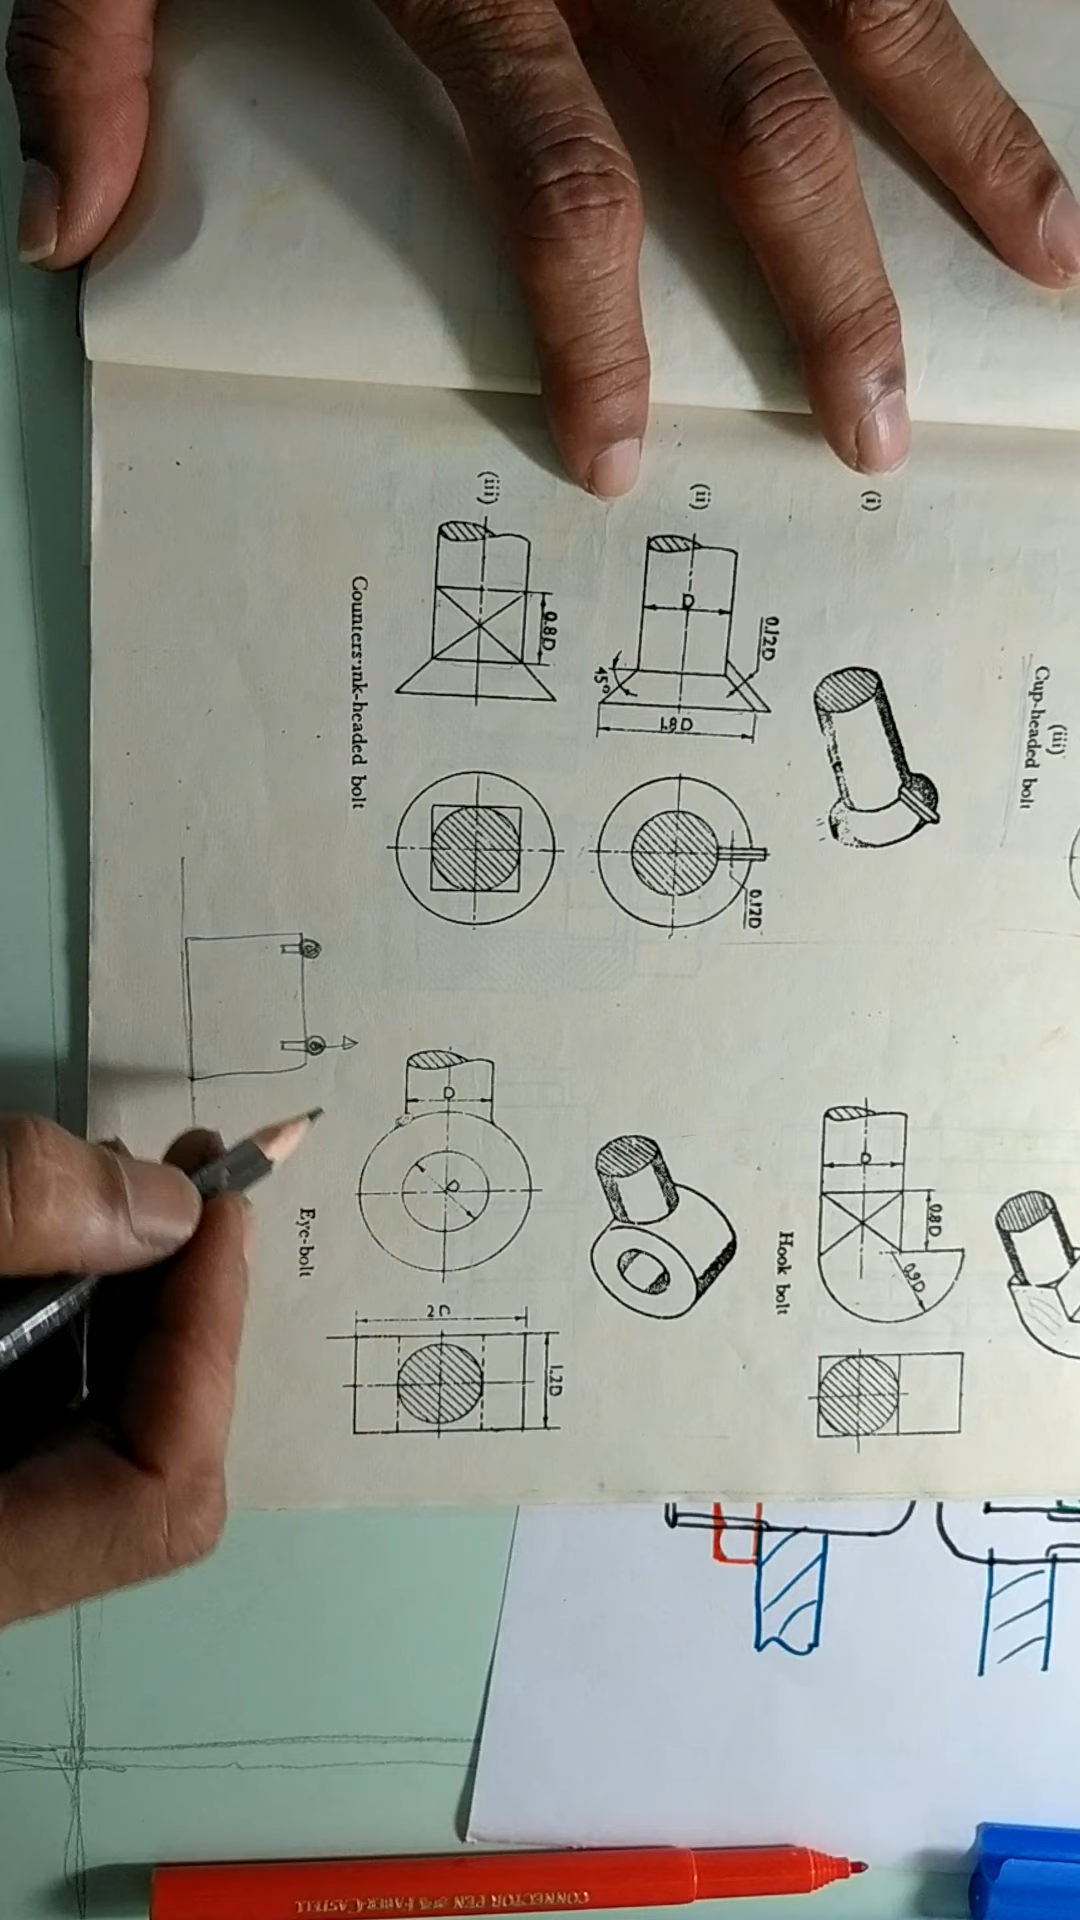 (iii)
Cup-headed bolt
(i)
(ii)
D
0.12D
45°
1.8D
0.12D
(iii)
0.8D
Countersink-headed bolt
D
0.8D
0.9D
Hook bolt
D
D
2D
1.2D
Eye-bolt
CONNECTOR PEN FABER-CASTELL